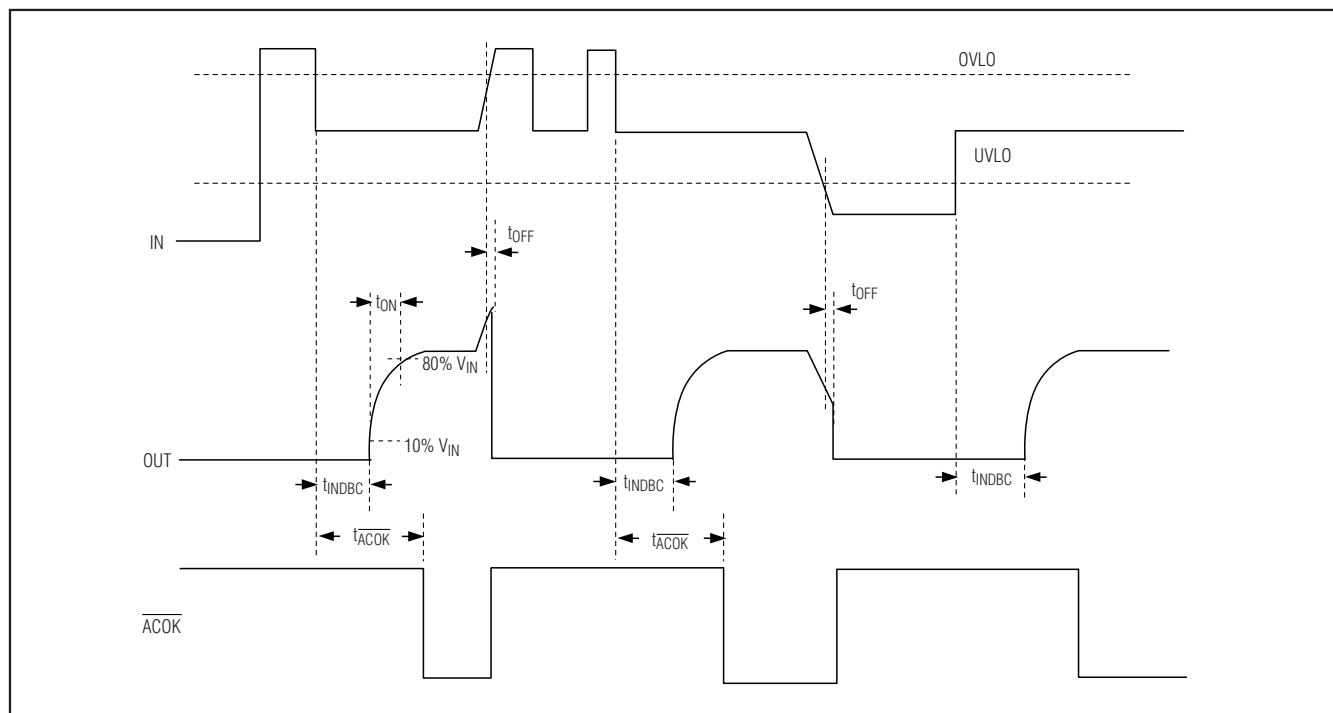 OVLO
UVLO
IN
tOFF
tON
tOFF
80% VIN
10% VIN
OUT
tINDBC
tINDBC
tINDBC
tACOK
tACOK
ACOK